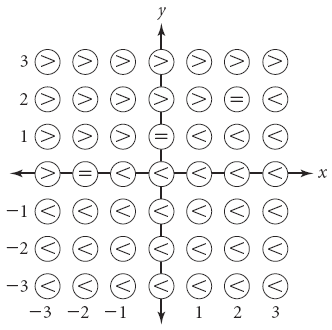 y
3 > > > > > > >
2 > > > > > = <
1 > > > = < < <
> = < < < < < x
−1 < < < < < < <
−2 < < < < < < <
−3 < < < < < < <
−3 −2 −1 1 2 3